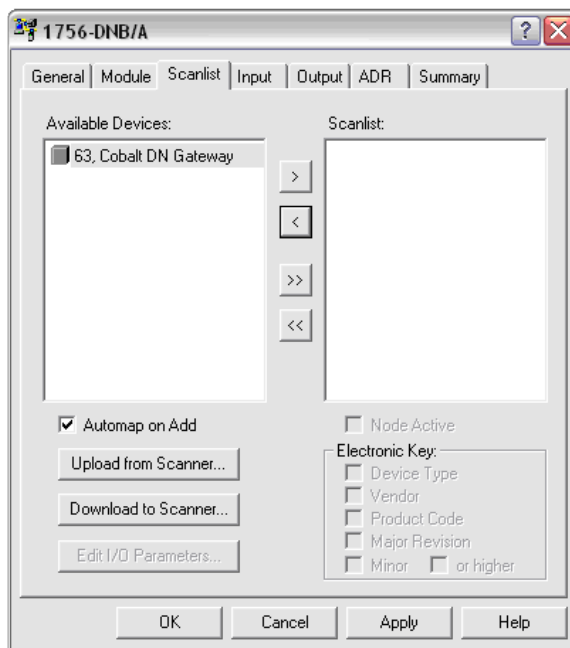 1756-DNB/A
General Module Scanlist Input Output ADR Summary
Available Devices:
63, Cobalt DN Gateway
>
<
>>
<<
Scanlist:
Automap on Add
Upload from Scanner...
Download to Scanner...
Edit I/O Parameters...
Node Active
Electronic Key:
Device Type
Vendor
Product Code
Major Revision
Minor or higher
OK Cancel Apply Help